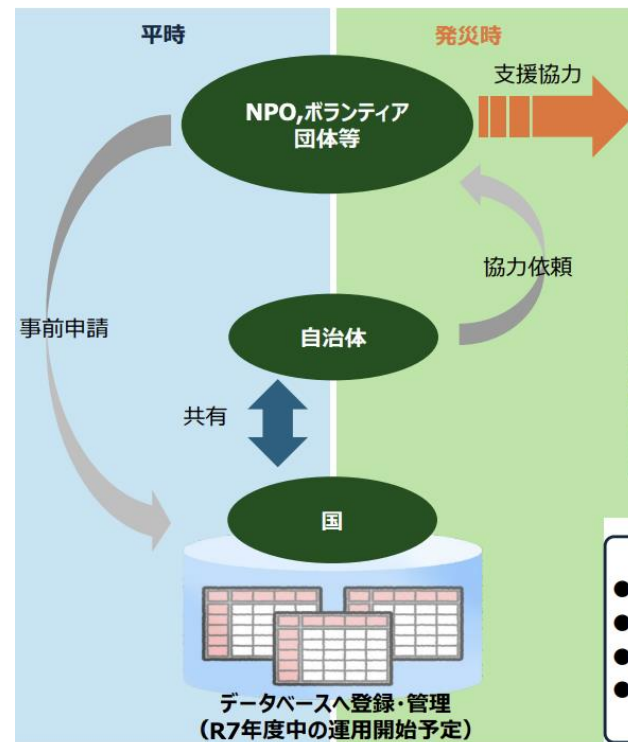 平時
発災時
支援協力
NPO,ボランティア
団体等
協力依頼
事前申請
自治体
共有
国
データベースへ登録・管理
（R7年度中の運用開始予定）
●
●
●
●